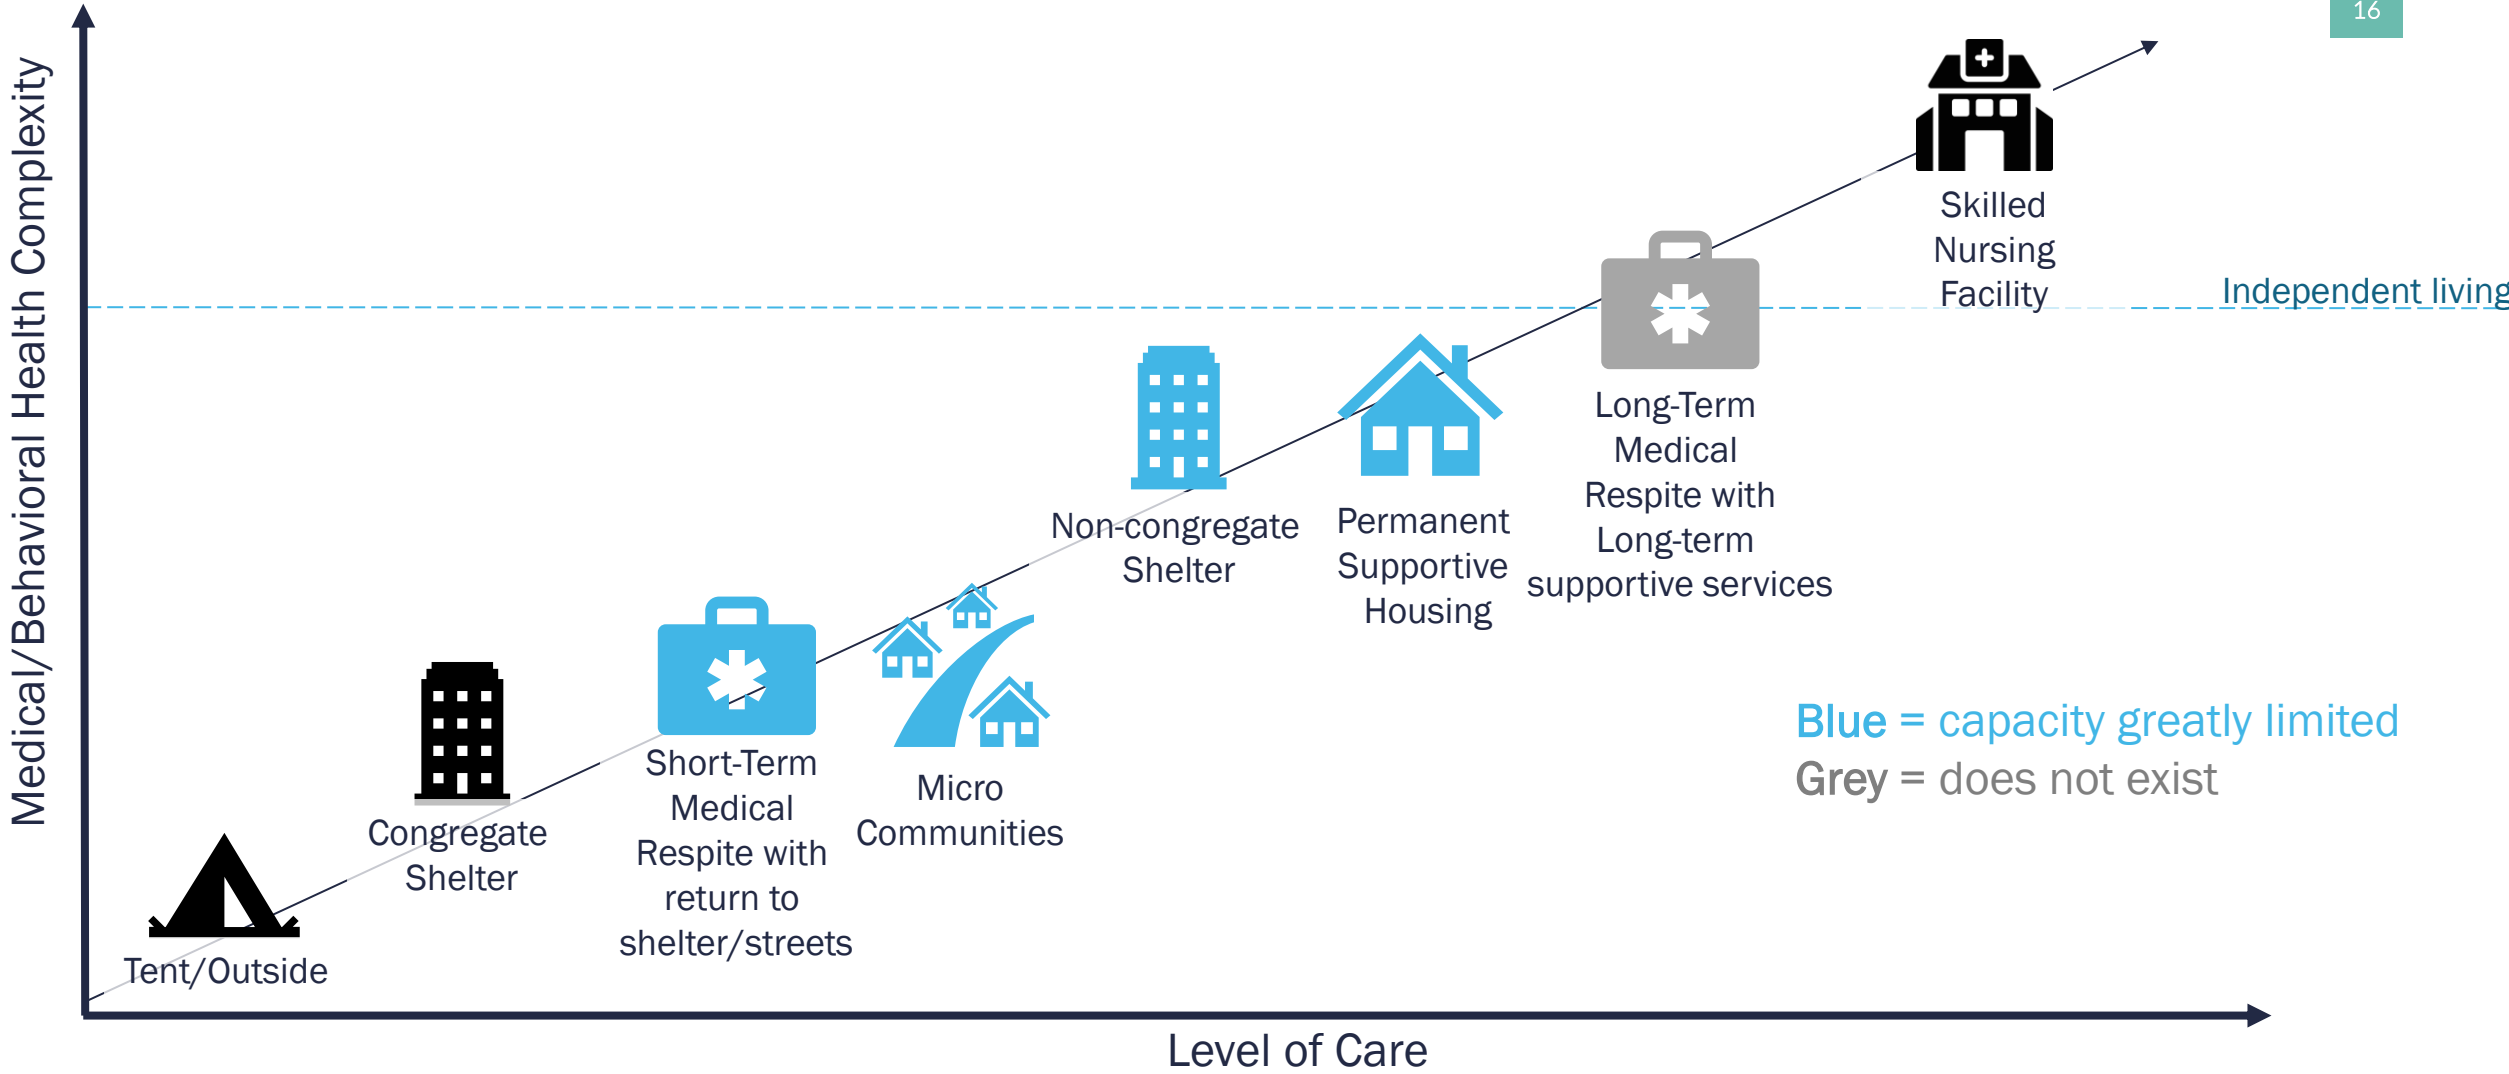 16
Medical/Behavioral Health Complexity
Skilled
Nursing
Facility
Independent living
Long-Term
Medical
Respite with
Long-term
supportive services
Permanent
Supportive
Housing
Non-congregate
Shelter
Micro
Communities
Short-Term
Medical
Respite with
return to
shelter/streets
Congregate
Shelter
Tent/Outside
Blue = capacity greatly limited
Grey = does not exist
Level of Care